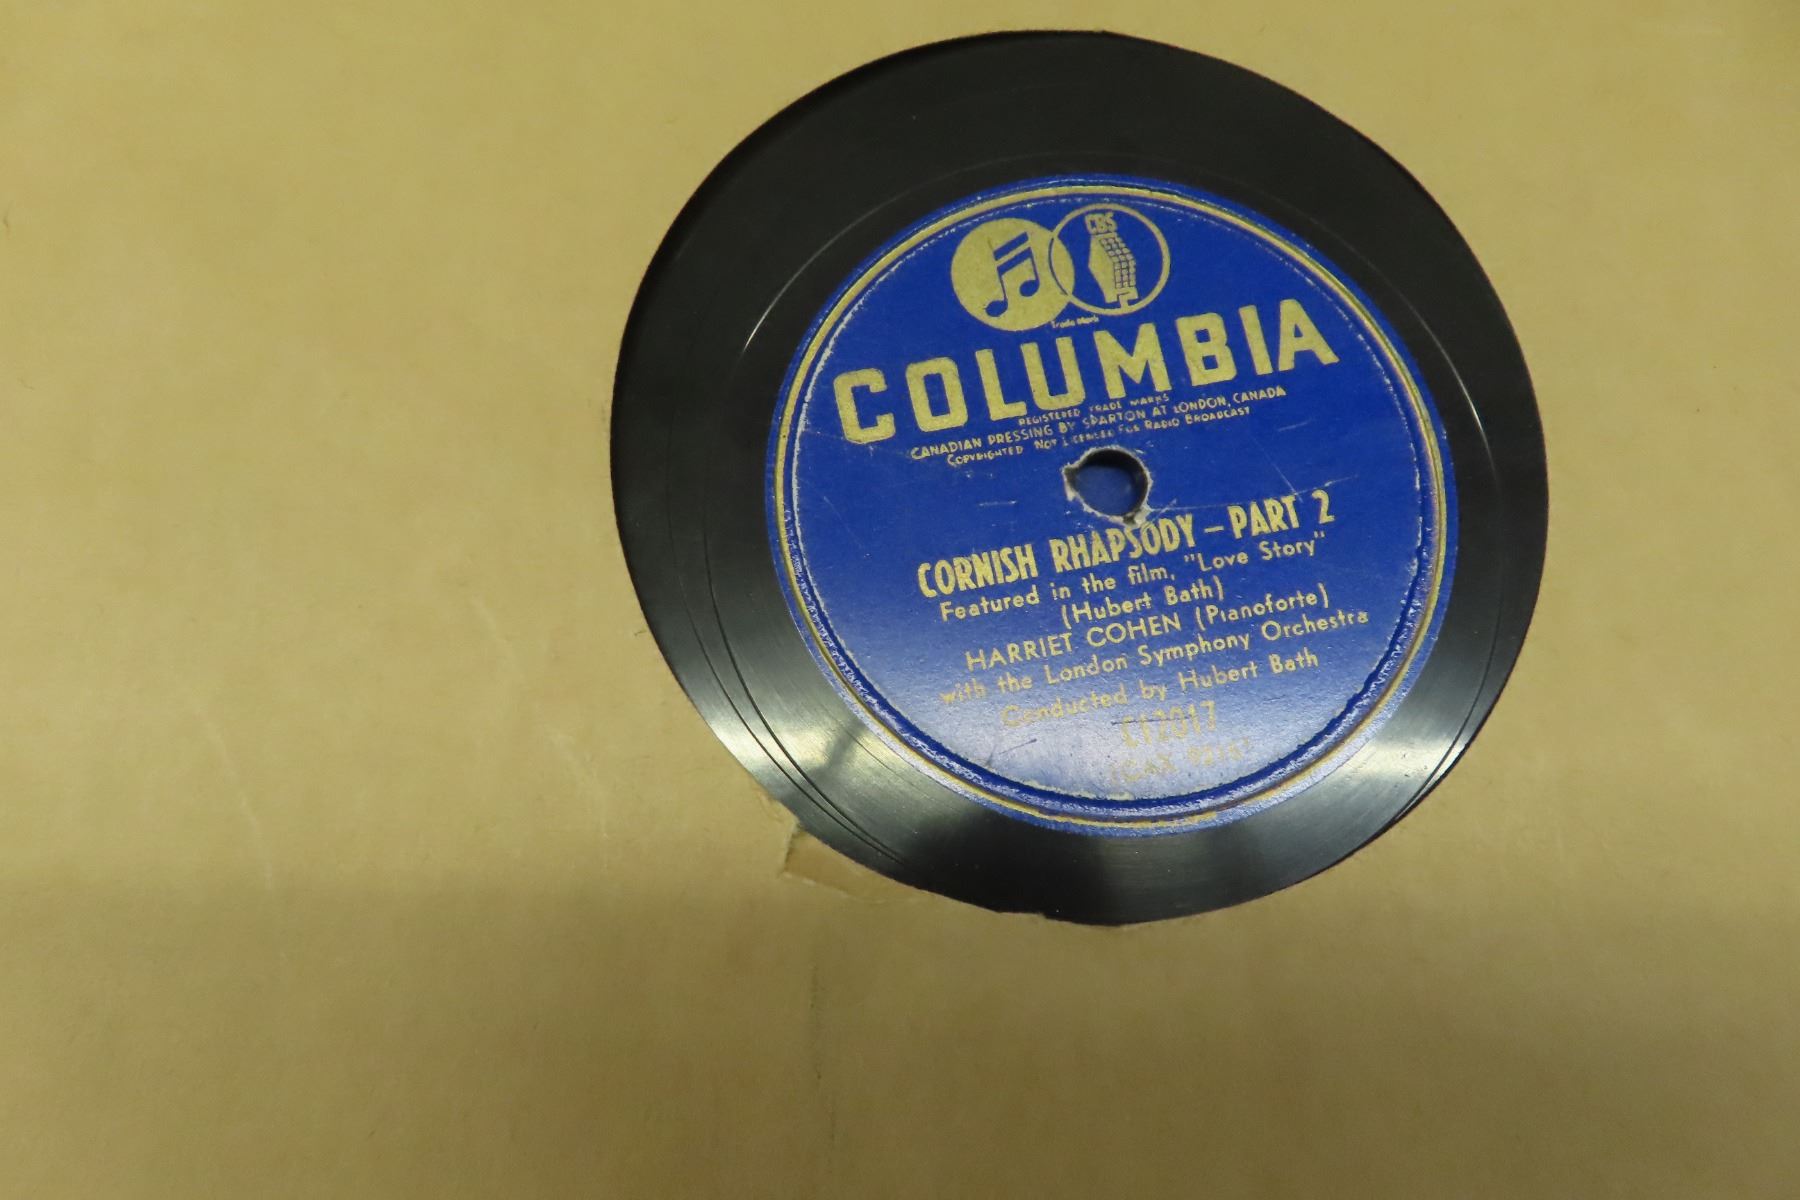 CBS
Trade Mark
COLUMBIA
REGISTERED TRADE MARKS
CANADIAN PRESSING BY SPARTON AT LONDON, CANADA
COPYRIGHTED NOT LICENSED FOR RADIO BROADCAST
CORNISH RHAPSODY – PART 2
Featured in the film, "Love Story"
(Hubert Bath)
HARRIET COHEN (Pianoforte)
with the London Symphony Orchestra
Conducted by Hubert Bath
C12017